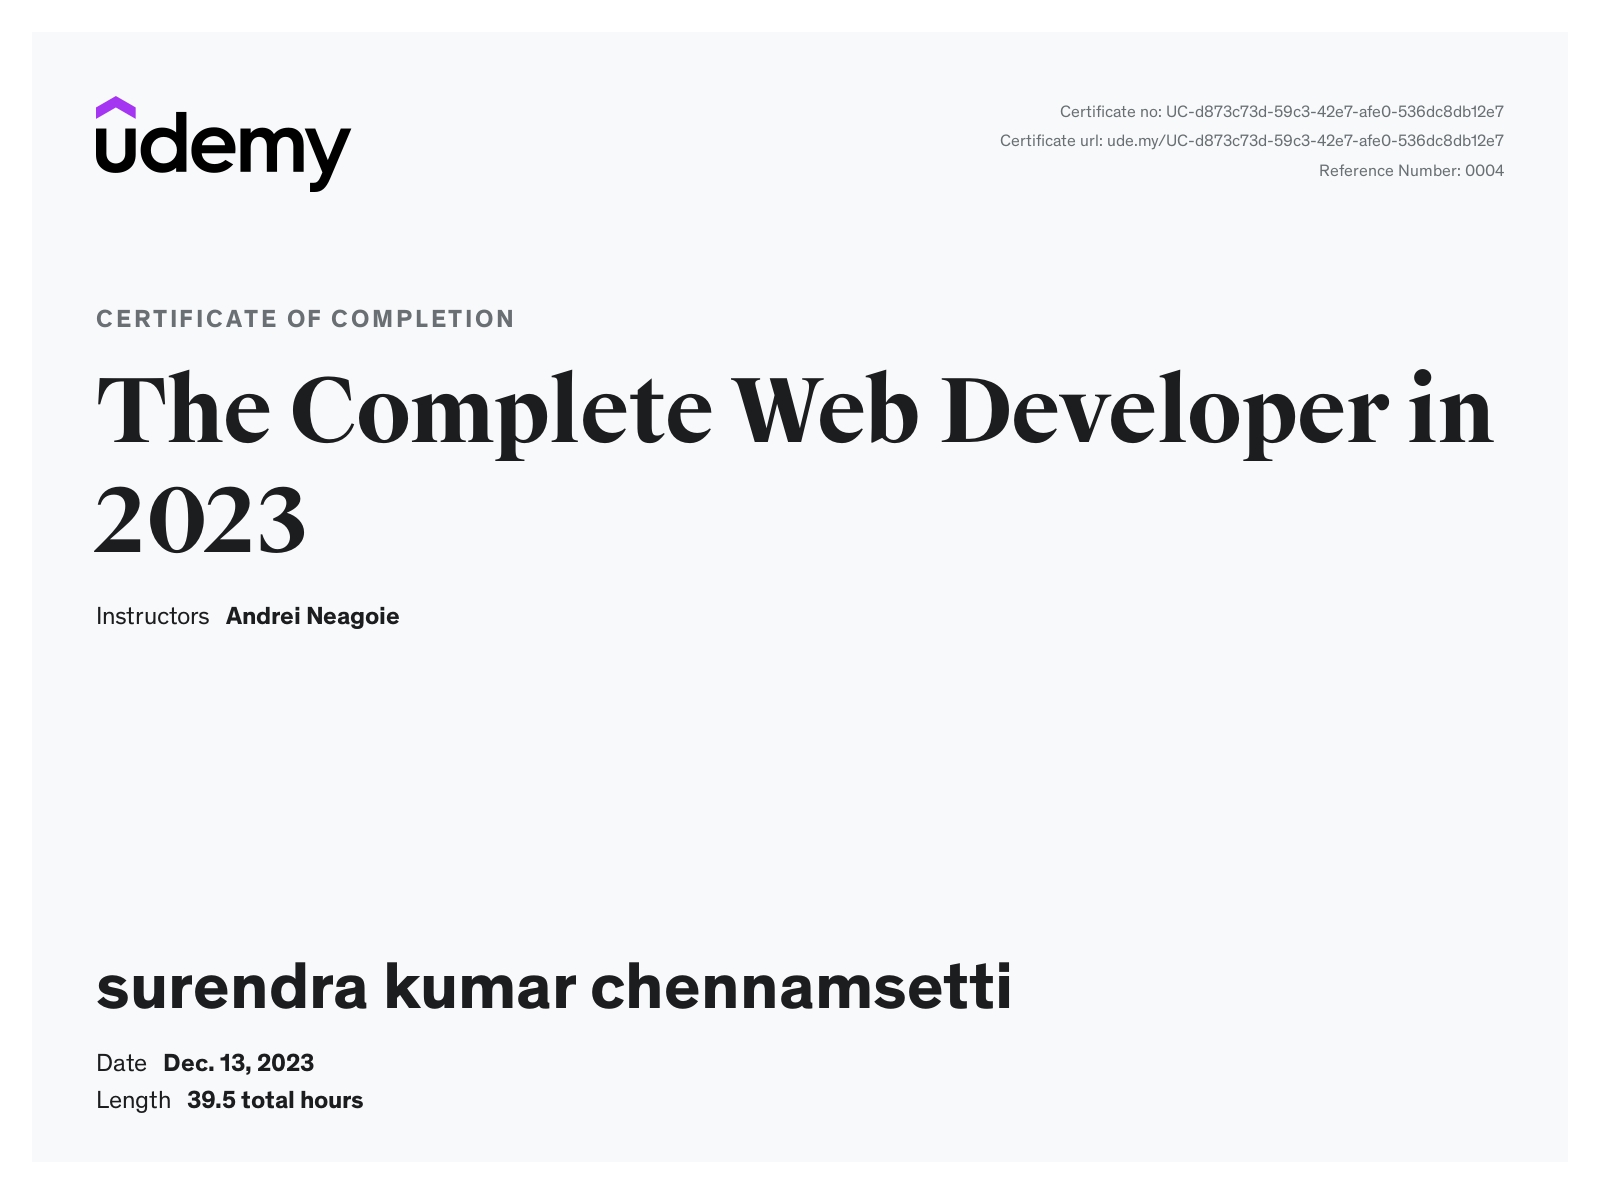 udemy
Certificate no: UC-d873c73d-59c3-42e7-afe0-536dc8db12e7
Certificate url: ude.my/UC-d873c73d-59c3-42e7-afe0-536dc8db12e7
Reference Number: 0004
CERTIFICATE OF COMPLETION
The Complete Web Developer in
2023
Instructors Andrei Neagoie
surendra kumar chennamsetti
Date Dec. 13, 2023
Length 39.5 total hours